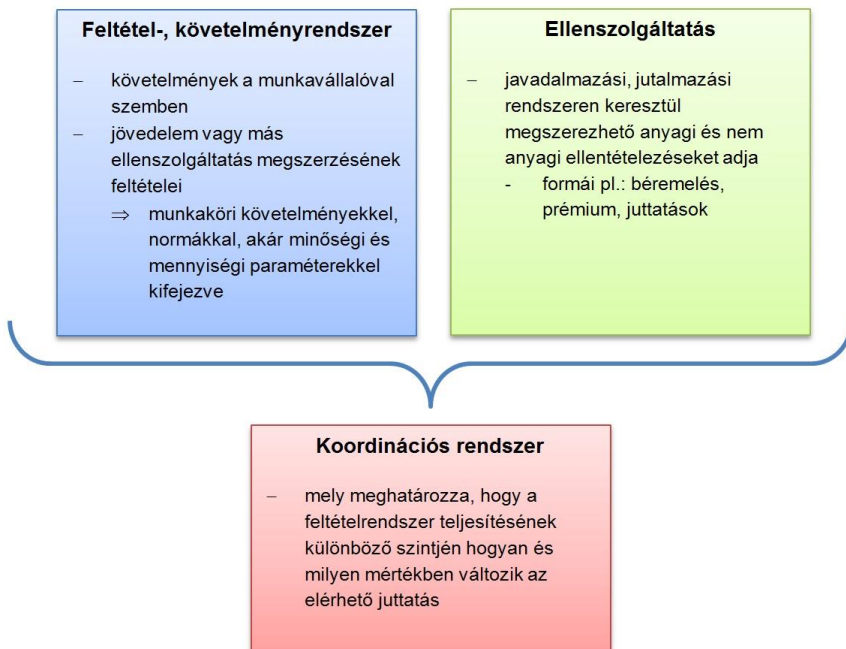 Feltétel-, követelményrendszer
– követelmények a munkavállalóval
szemben
– jövedelem vagy más
ellenszolgáltatás megszerzésének
feltételei
⇒ munkaköri követelményekkel,
normákkal, akár minőségi és
mennyiségi paraméterekkel
kifejezve
Ellenszolgáltatás
– javadalmazási, jutalmazási
rendszeren keresztül
megszerezhető anyagi és nem
anyagi ellentételezéseket adja
- formái pl.: béremelés,
prémium, juttatások
Koordinációs rendszer
– mely meghatározza, hogy a
feltételrendszer teljesítésének
különböző szintjén hogyan és
milyen mértékben változik az
elérhető juttatás